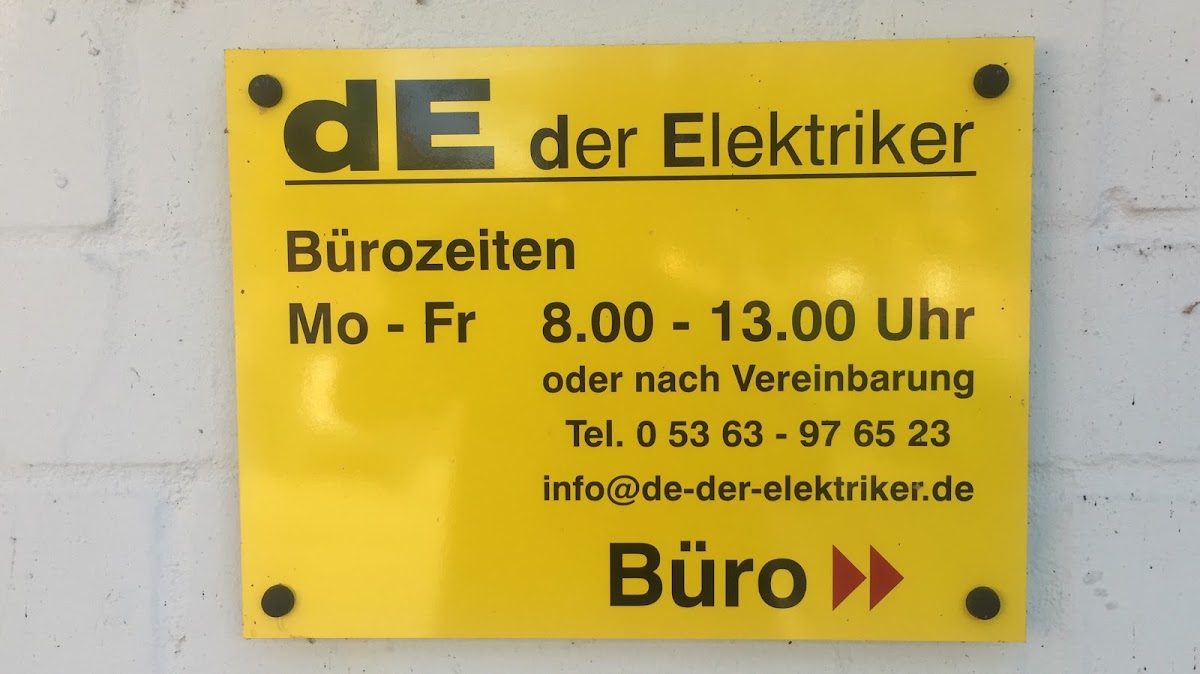 dE der Elektriker
Bürozeiten
Mo - Fr 8.00 - 13.00 Uhr
oder nach Vereinbarung
Tel. 0 53 63 - 97 65 23
info@de-der-elektriker.de
Büro